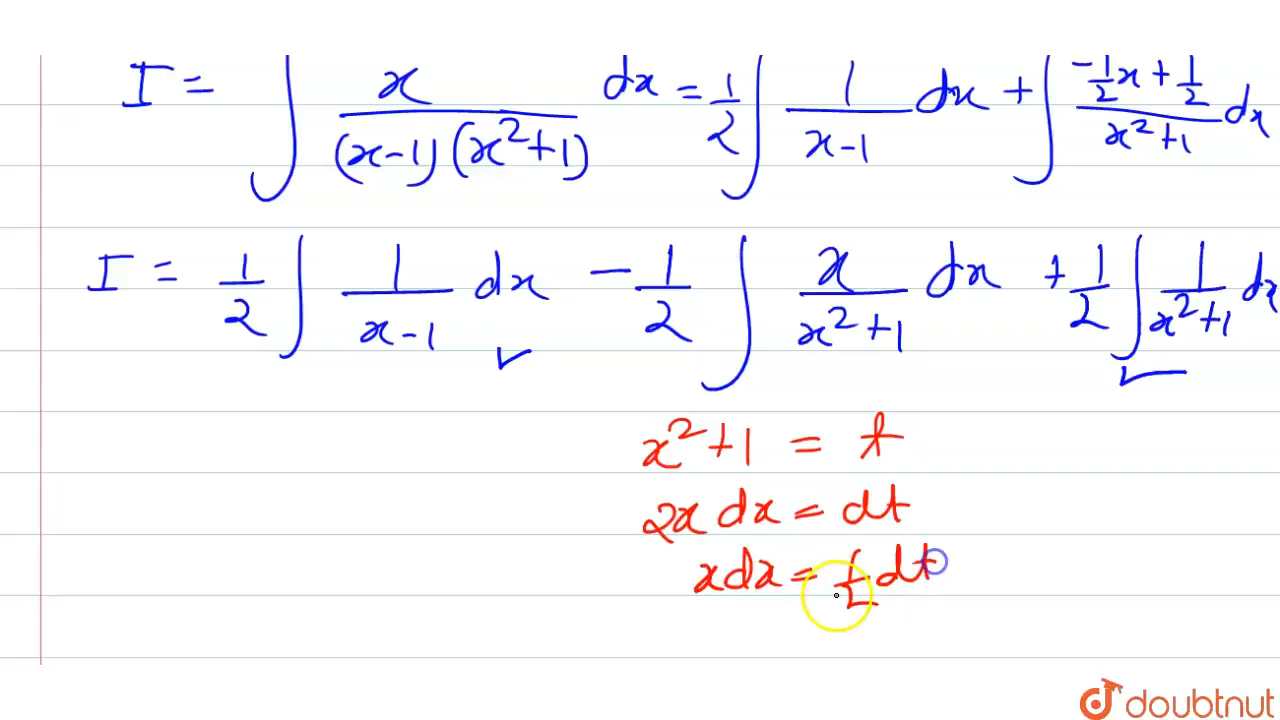 I = ∫ x/((x-1)(x²+1)) dx = 1/2 ∫ 1/(x-1) dx + ∫ (-1/2x + 1/2)/(x²+1) dx
I = 1/2 ∫ 1/(x-1) dx - 1/2 ∫ x/(x²+1) dx + 1/2 ∫ 1/(x²+1) dx
x²+1 = t
2x dx = dt
xdx = 1/2 dt
doubtnut